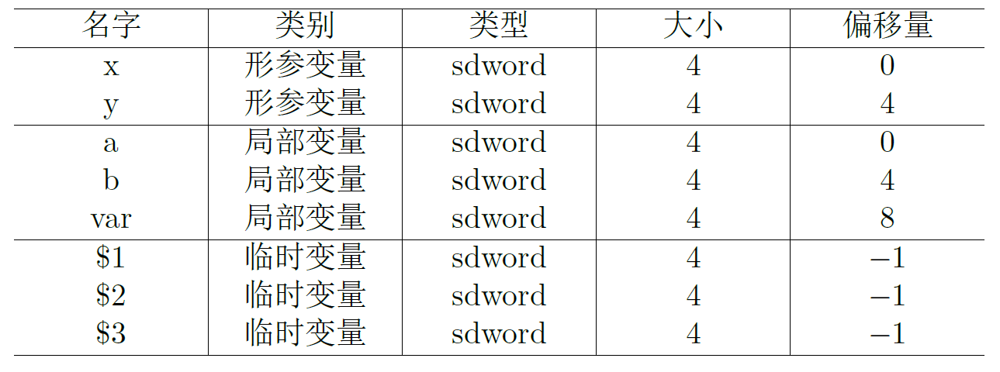 名字 类别 类型 大小 偏移量
x 形参变量 sdword 4 0
y 形参变量 sdword 4 4
a 局部变量 sdword 4 0
b 局部变量 sdword 4 4
var 局部变量 sdword 4 8
$1 临时变量 sdword 4 −1
$2 临时变量 sdword 4 −1
$3 临时变量 sdword 4 −1